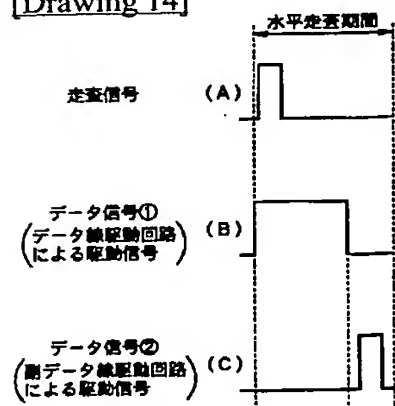 [Drawing 14]
水平走査期間
走査信号 (A)
データ信号① (B)
(データ線駆動回路
による駆動信号)
データ信号② (C)
(副データ線駆動回路
による駆動信号)